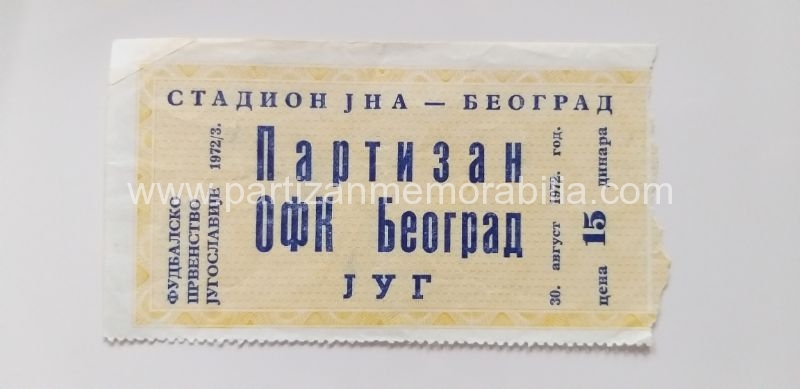 СТАДИОН ЈНА — БЕОГРАД
ФУДБАЛСКО
ПРВЕНСТВО
ЈУГОСЛАВИЈЕ 1972/3.
Партизан
ОФК Београд
ЈУГ
30. август 1972. год.
цена 15 динара
www.partizanmemorabilia.com